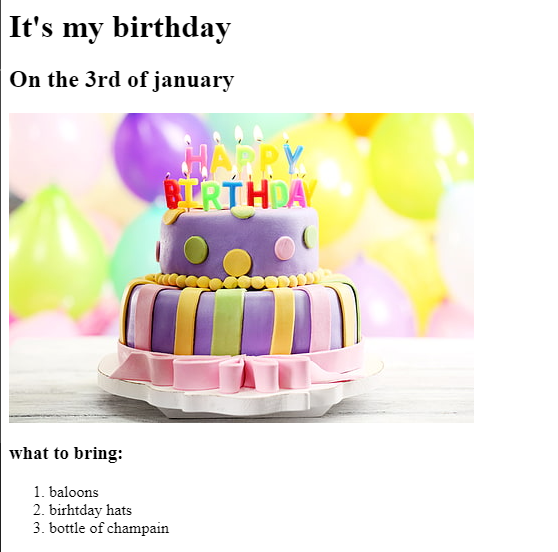 It's my birthday
On the 3rd of january
HAPPY
BIRTHDAY
what to bring:
1. baloons
2. birhtday hats
3. bottle of champain